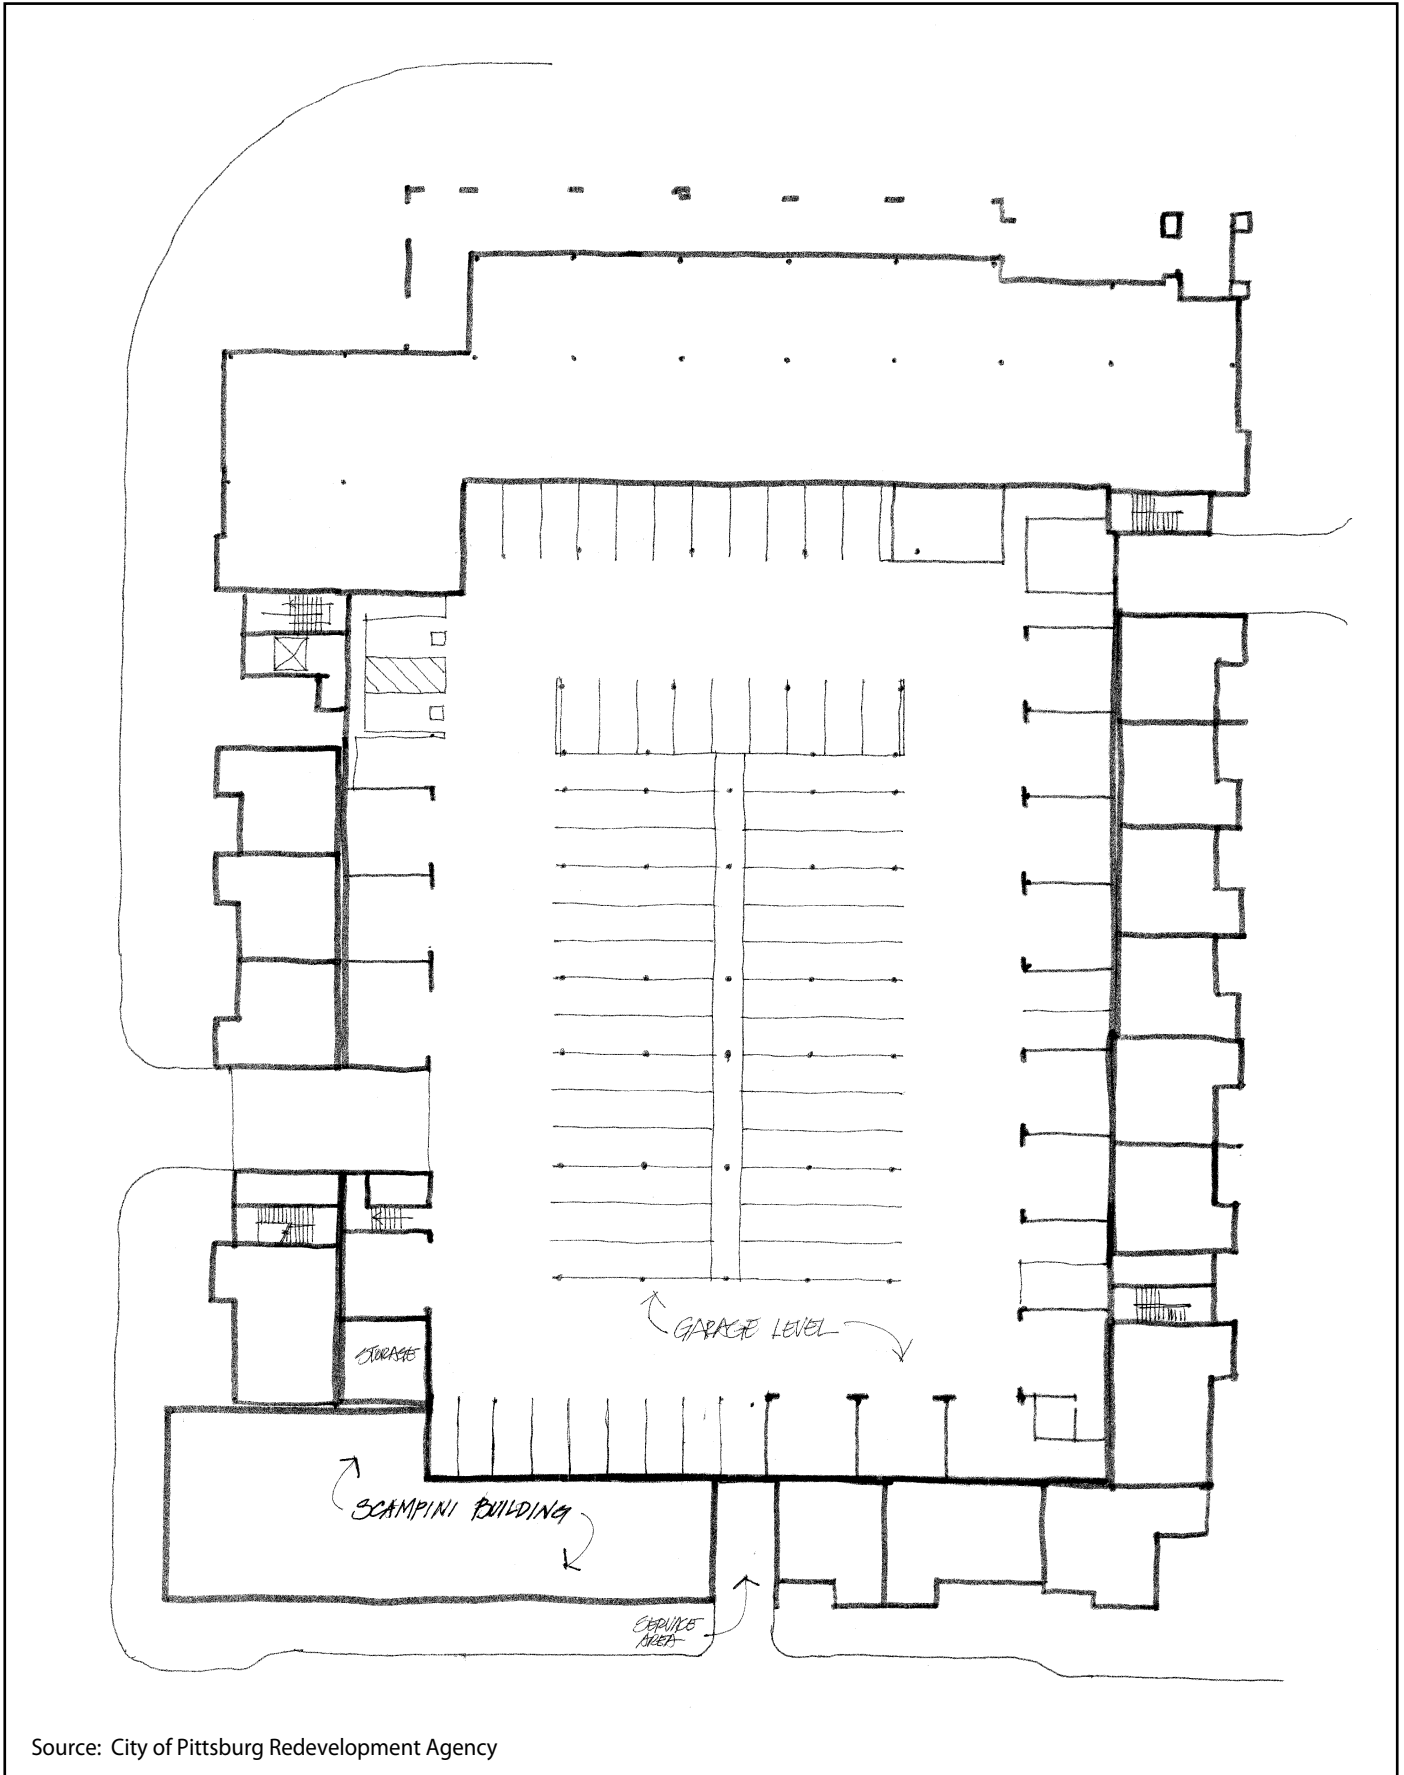 GARAGE LEVEL
STORAGE
SCAMPINI BUILDING
SERVICE
AREA
Source: City of Pittsburg Redevelopment Agency